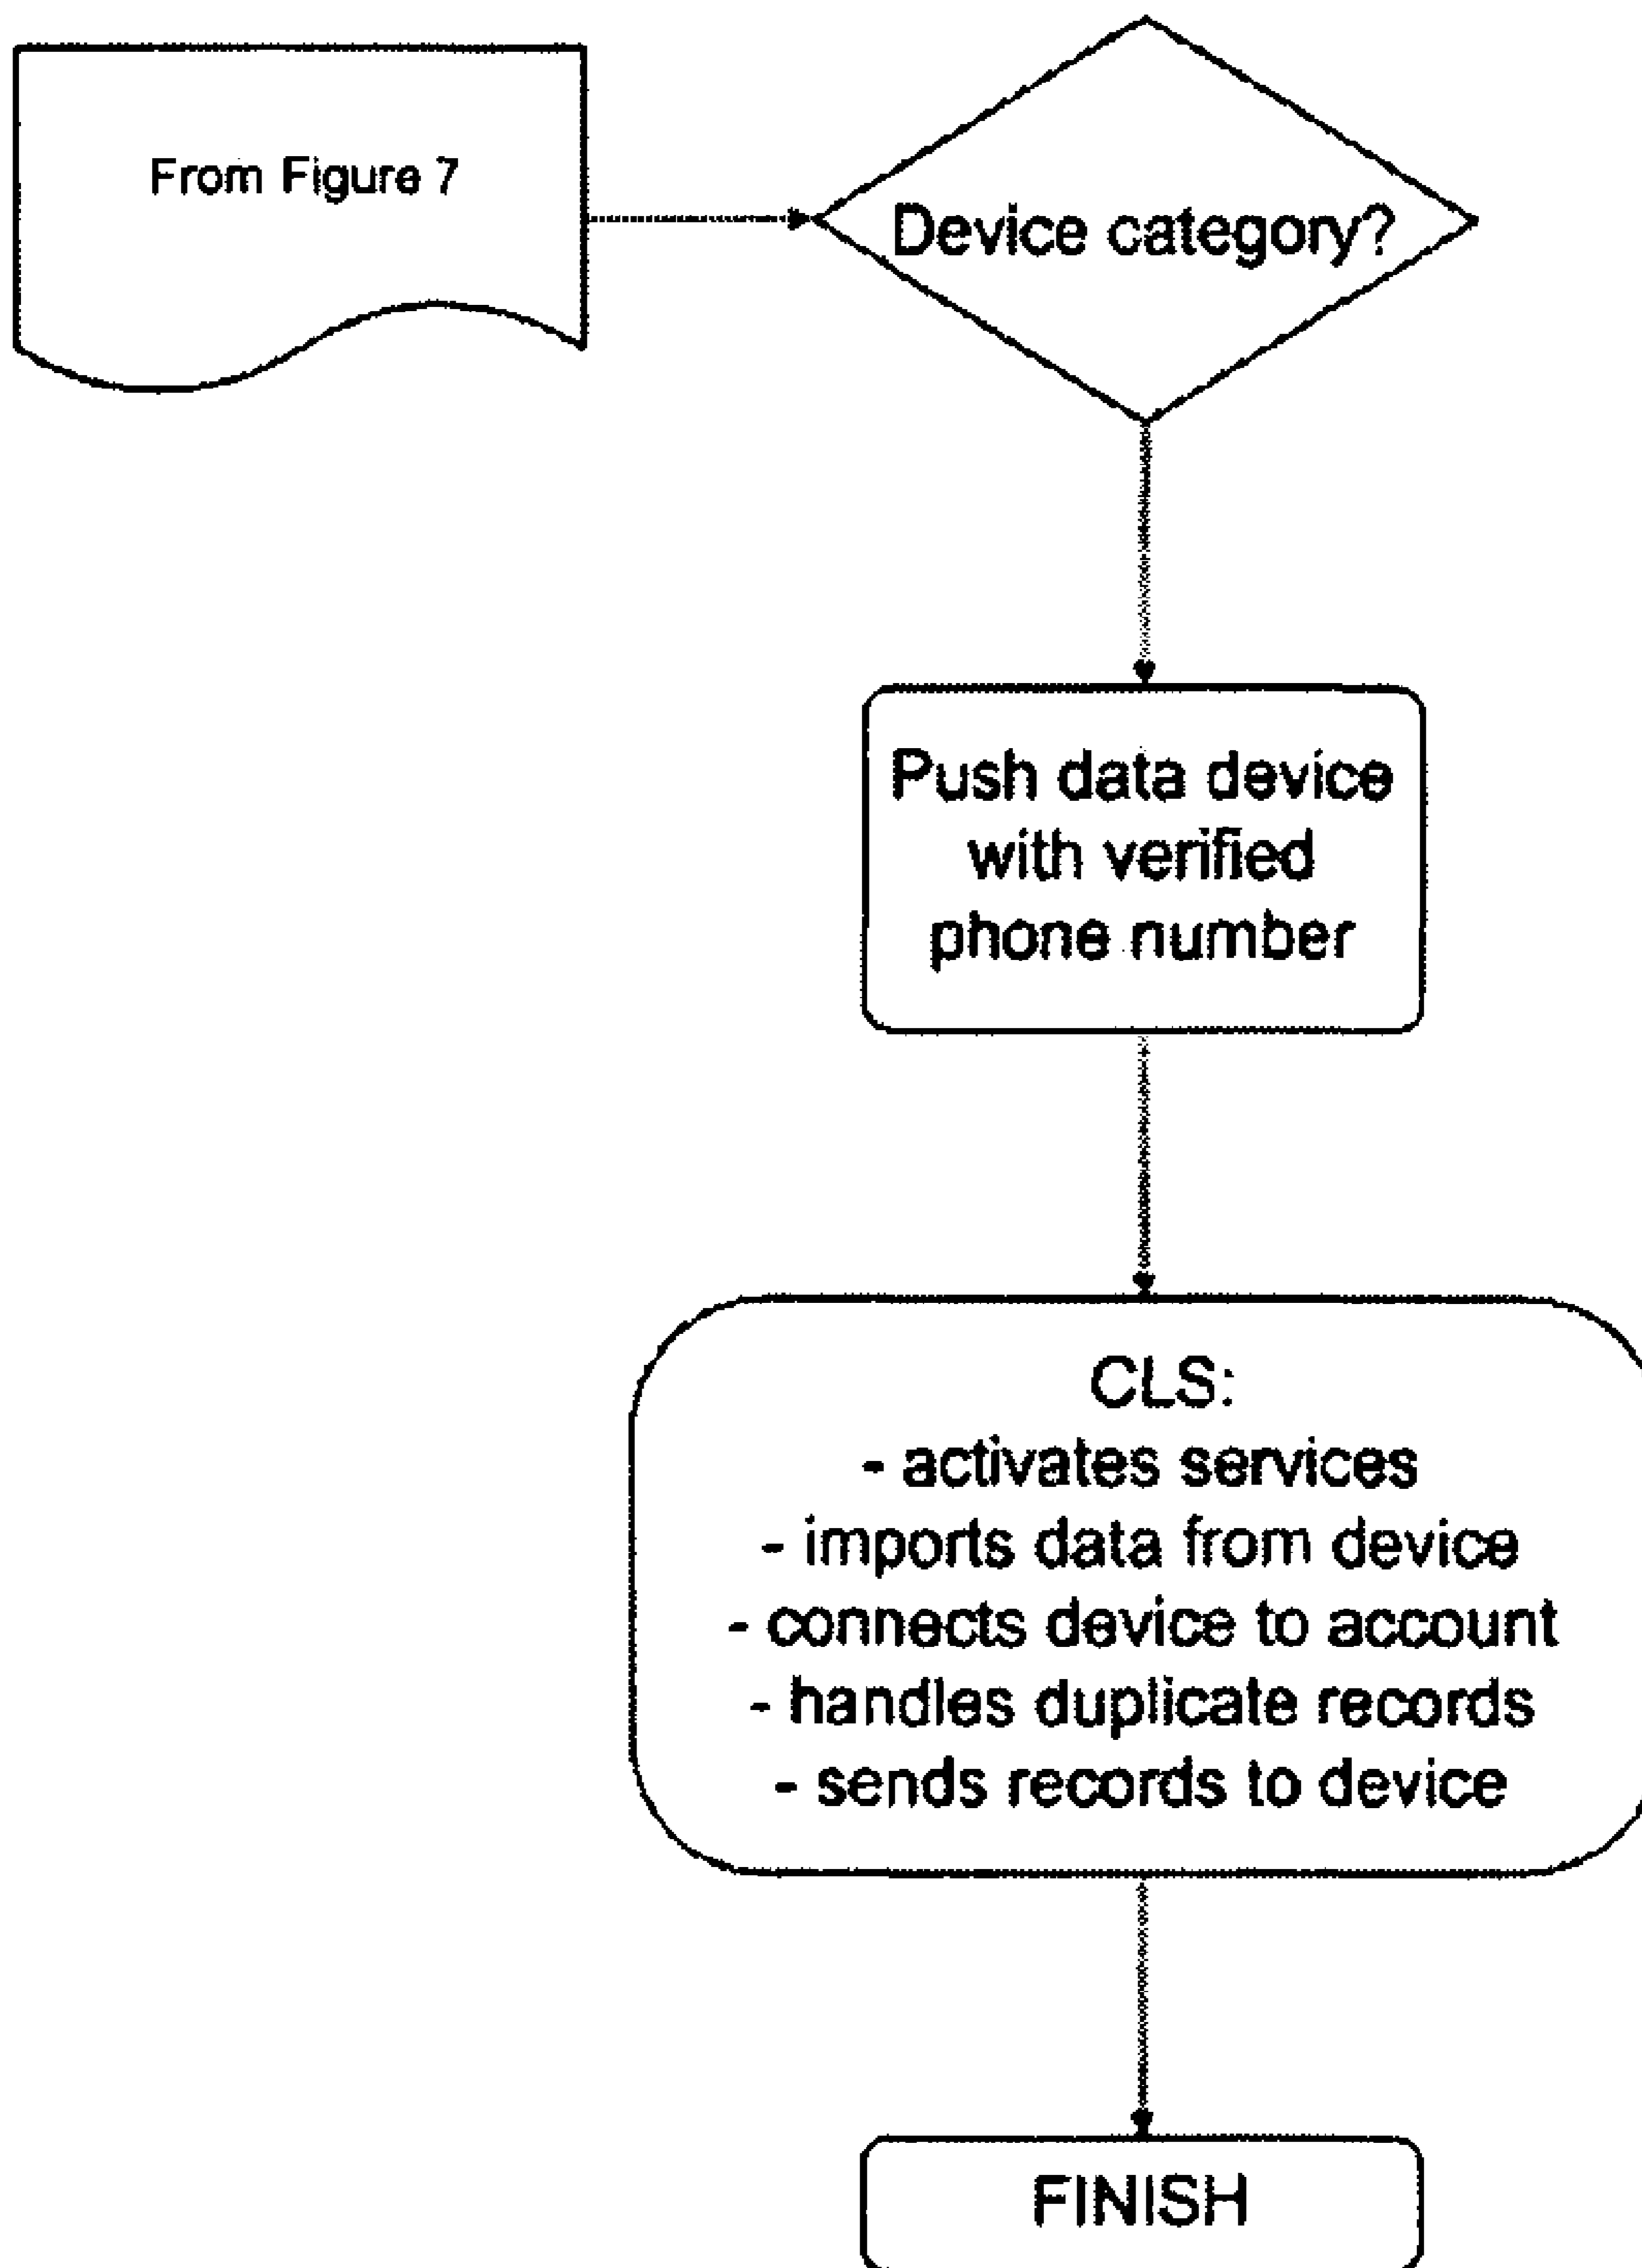 From Figure 7
Device category?
Push data device
with verified
phone number
CLS:
- activates services
- imports data from device
- connects device to account
- handles duplicate records
- sends records to device
FINISH